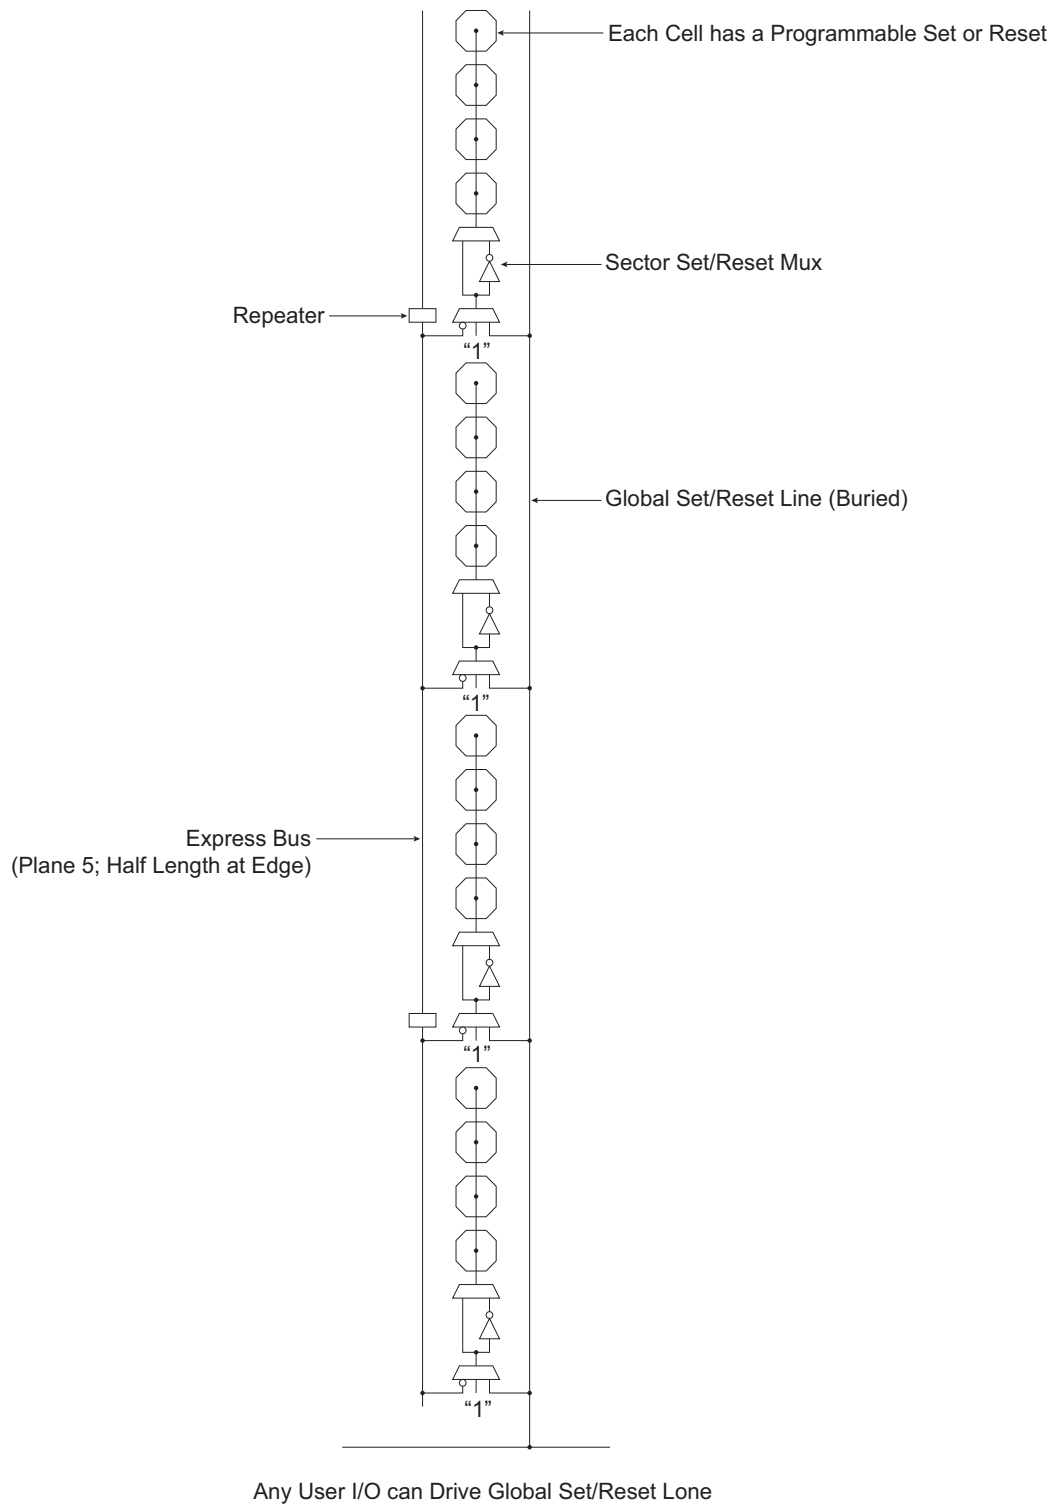 Each Cell has a Programmable Set or Reset
Sector Set/Reset Mux
Repeater
“1”
Global Set/Reset Line (Buried)
“1”
Express Bus
(Plane 5; Half Length at Edge)
“1”
“1”
Any User I/O can Drive Global Set/Reset Lone